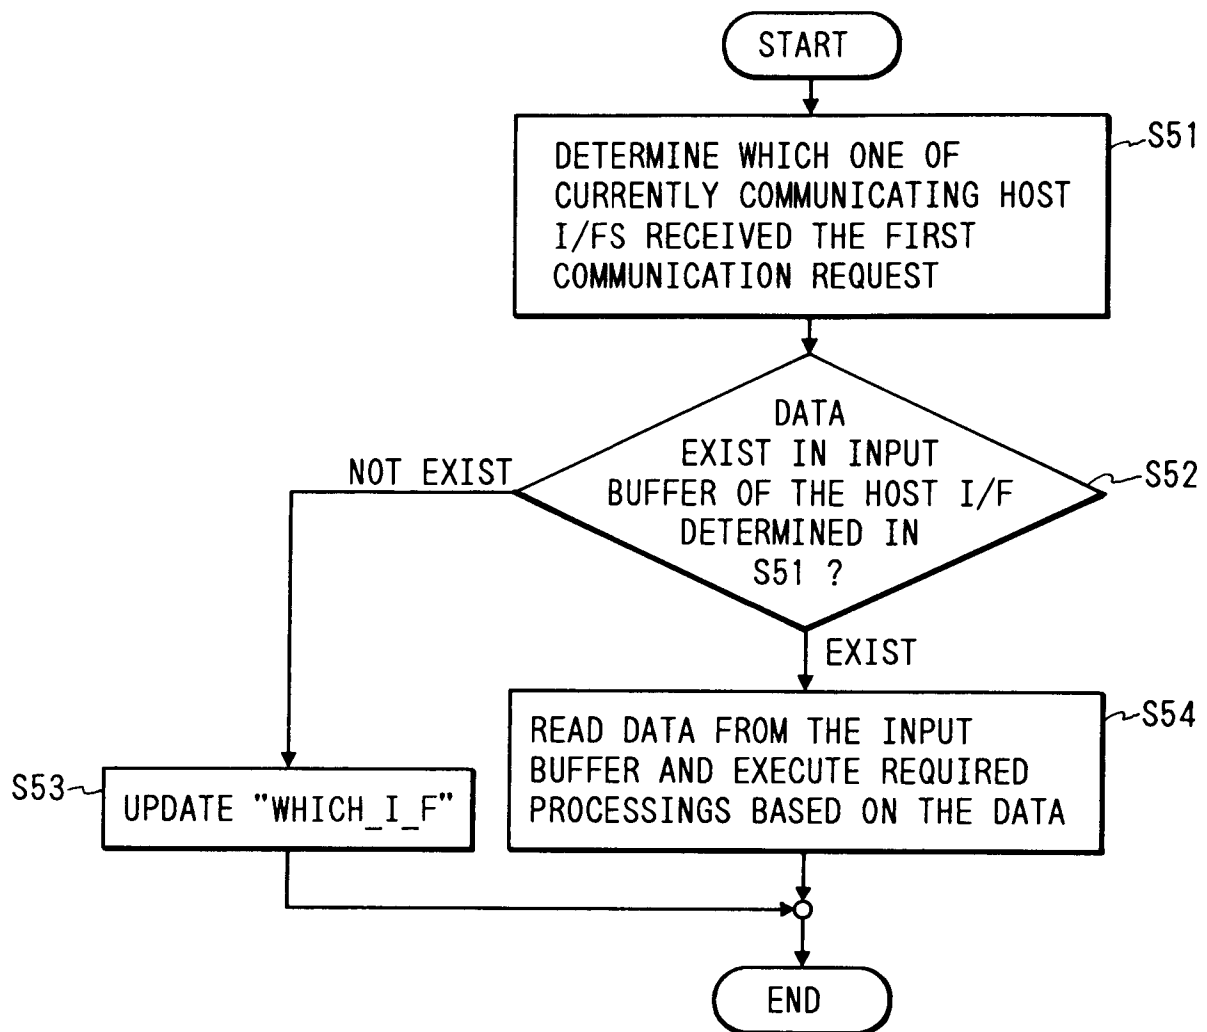 START
S51
DETERMINE WHICH ONE OF
CURRENTLY COMMUNICATING HOST
I/FS RECEIVED THE FIRST
COMMUNICATION REQUEST
DATA
EXIST IN INPUT
BUFFER OF THE HOST I/F
DETERMINED IN
S51 ?
S52
NOT EXIST
EXIST
S53
UPDATE "WHICH_I_F"
S54
READ DATA FROM THE INPUT
BUFFER AND EXECUTE REQUIRED
PROCESSINGS BASED ON THE DATA
END